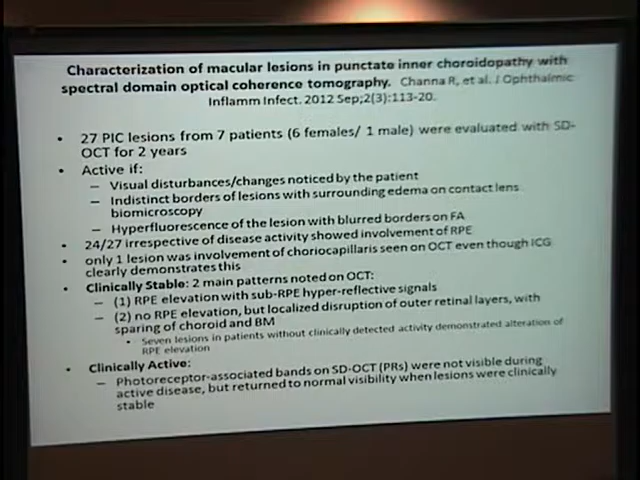 Characterization of macular lesions in punctate inner choroidopathy with
spectral domain optical coherence tomography. Channa R, et al. J Ophthalmic
Inflamm Infect. 2012 Sep;2(3):113-20.
• 27 PIC lesions from 7 patients (6 females/ 1 male) were evaluated with SD-
OCT for 2 years
• Active if:
– Visual disturbances/changes noticed by the patient
– Indistinct borders of lesions with surrounding edema on contact lens
biomicroscopy
– Hyperfluorescence of the lesion with blurred borders on FA
• 24/27 irrespective of disease activity showed involvement of RPE
• only 1 lesion was involvement of choriocapillaris seen on OCT even though ICG
clearly demonstrates this
• Clinically Stable: 2 main patterns noted on OCT:
– (1) RPE elevation with sub-RPE hyper-reflective signals
– (2) no RPE elevation, but localized disruption of outer retinal layers, with
sparing of choroid and BM
• Seven lesions in patients without clinically detected activity demonstrated alteration of
RPE elevation
• Clinically Active:
– Photoreceptor-associated bands on SD-OCT (PRs) were not visible during
active disease, but returned to normal visibility when lesions were clinically
stable